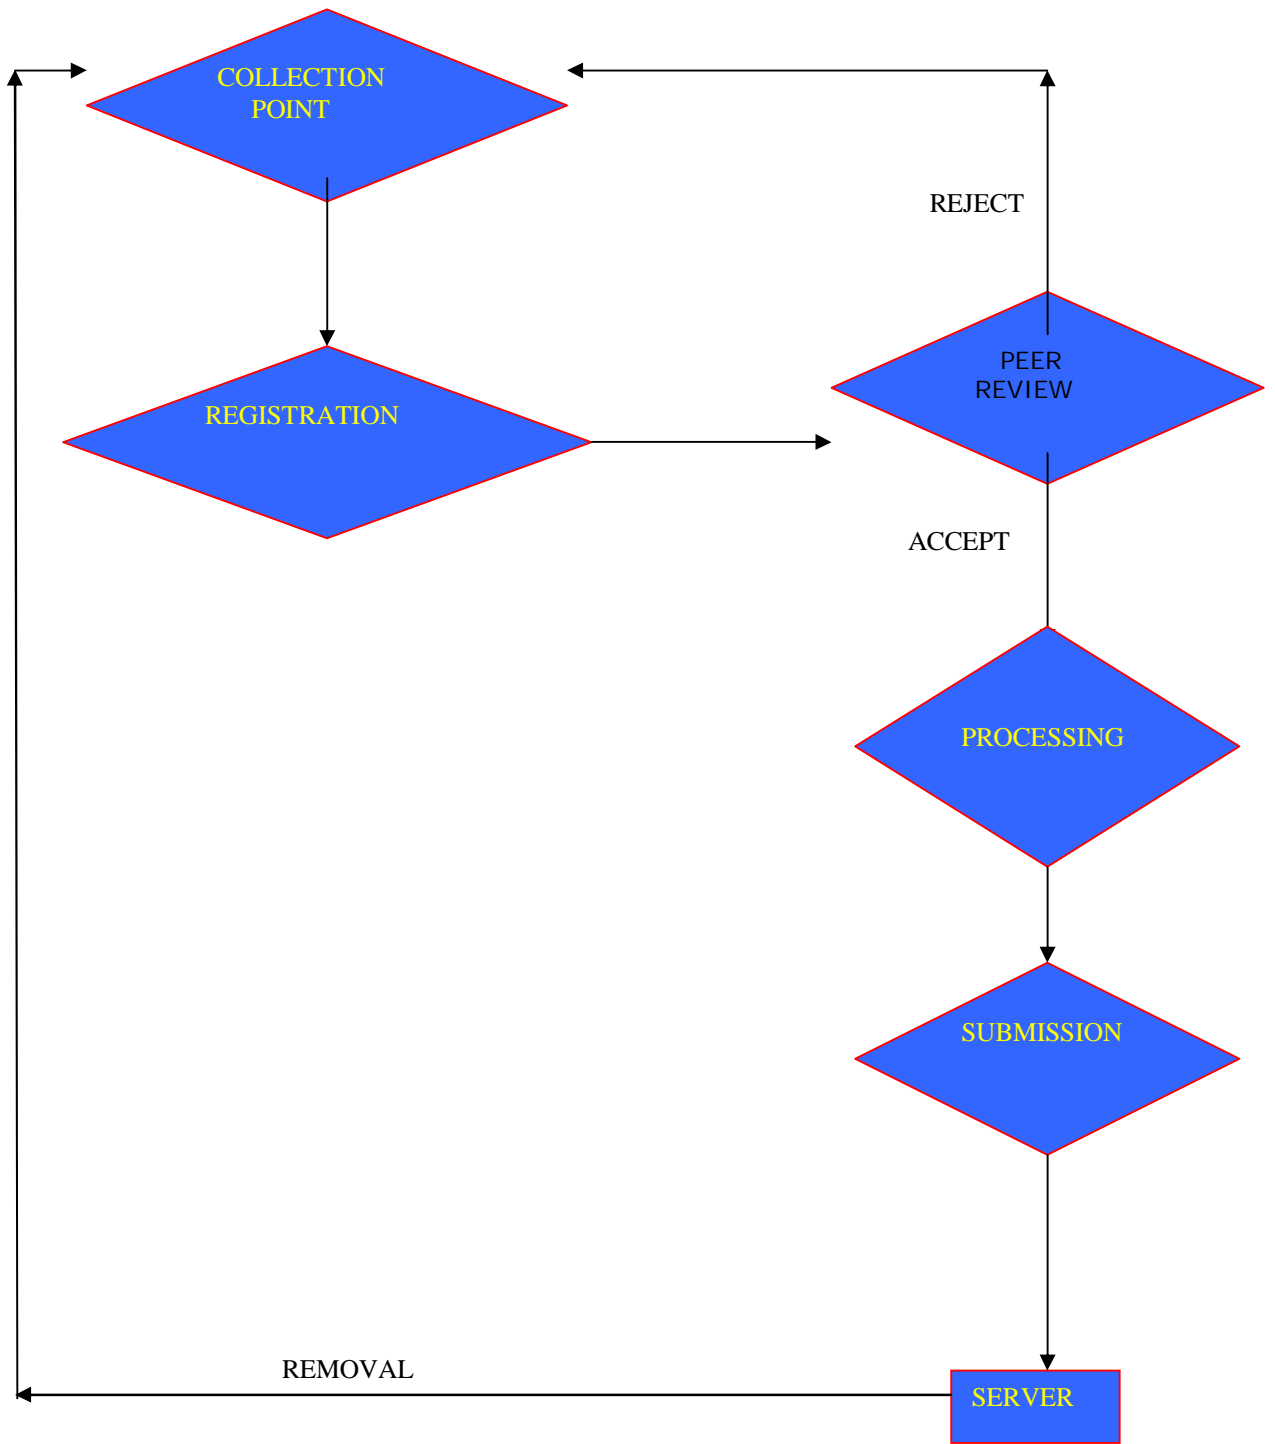 COLLECTION
POINT
REJECT
PEER
REVIEW
REGISTRATION
ACCEPT
PROCESSING
SUBMISSION
REMOVAL
SERVER